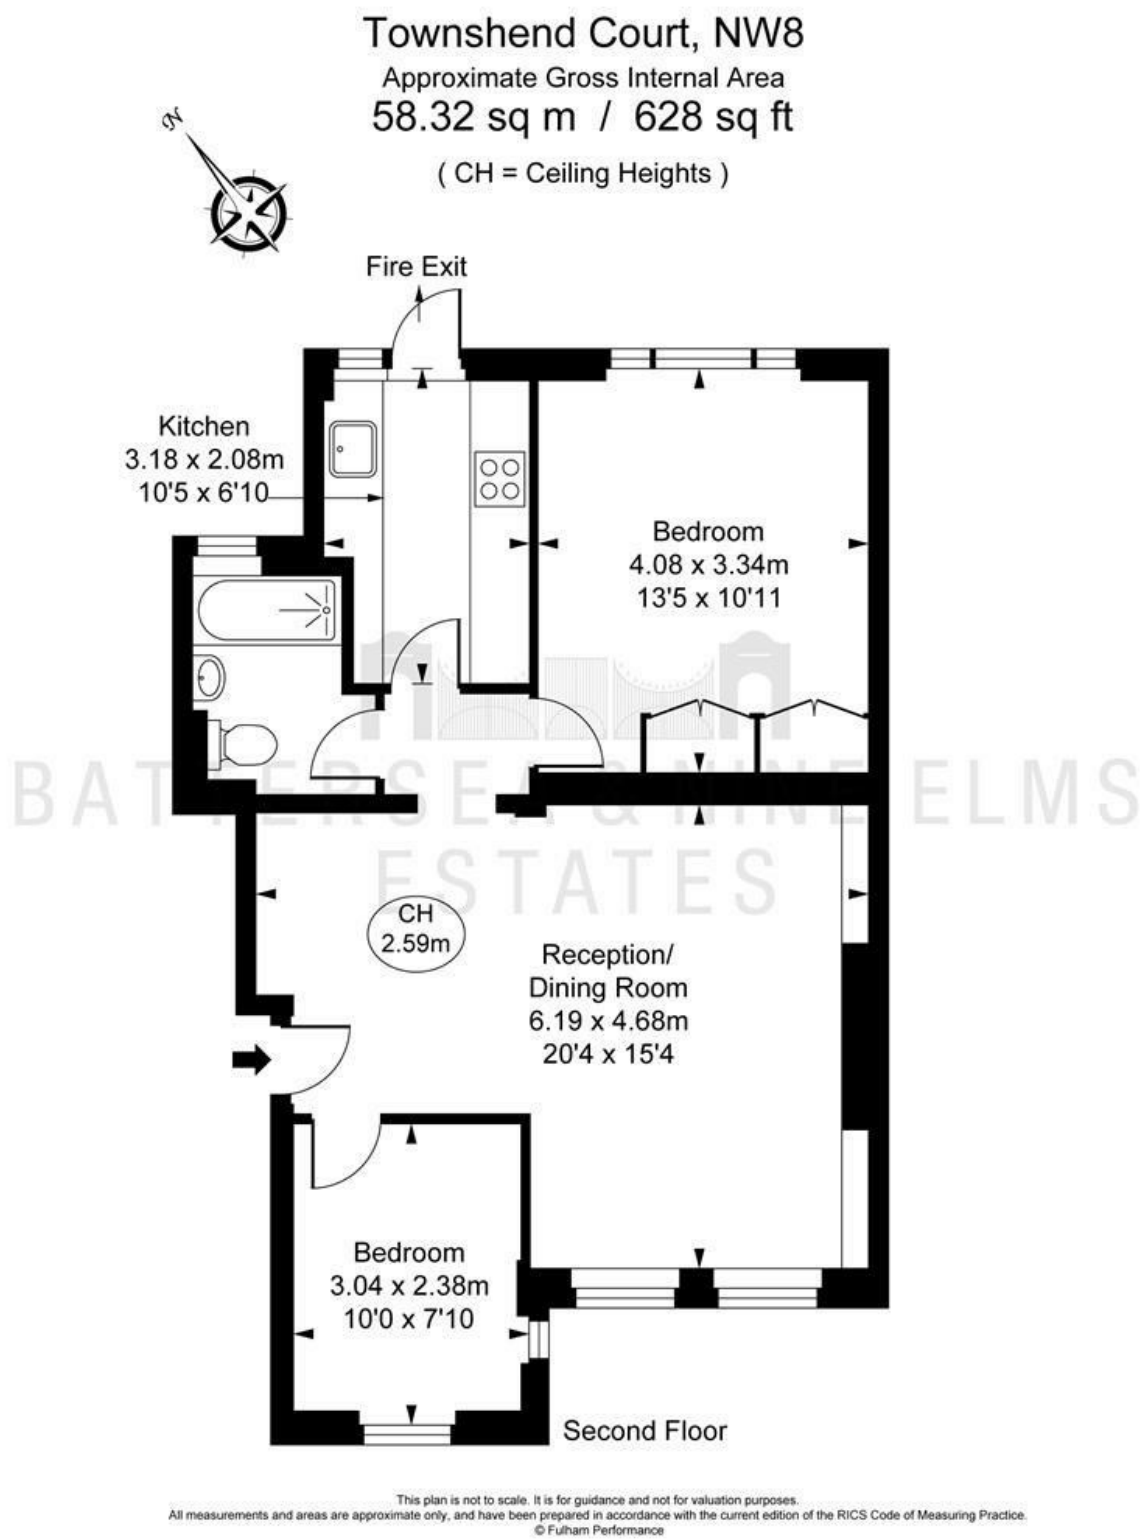 Townshend Court, NW8
Approximate Gross Internal Area
58.32 sq m / 628 sq ft
( CH = Ceiling Heights )
N
Fire Exit
Kitchen
3.18 x 2.08m
10'5 x 6'10
Bedroom
4.08 x 3.34m
13'5 x 10'11
BATTERSEA & NINE ELMS
ESTATES
CH
2.59m
Reception/
Dining Room
6.19 x 4.68m
20'4 x 15'4
Bedroom
3.04 x 2.38m
10'0 x 7'10
Second Floor
This plan is not to scale. It is for guidance and not for valuation purposes.
All measurements and areas are approximate only, and have been prepared in accordance with the current edition of the RICS Code of Measuring Practice.
© Fulham Performance